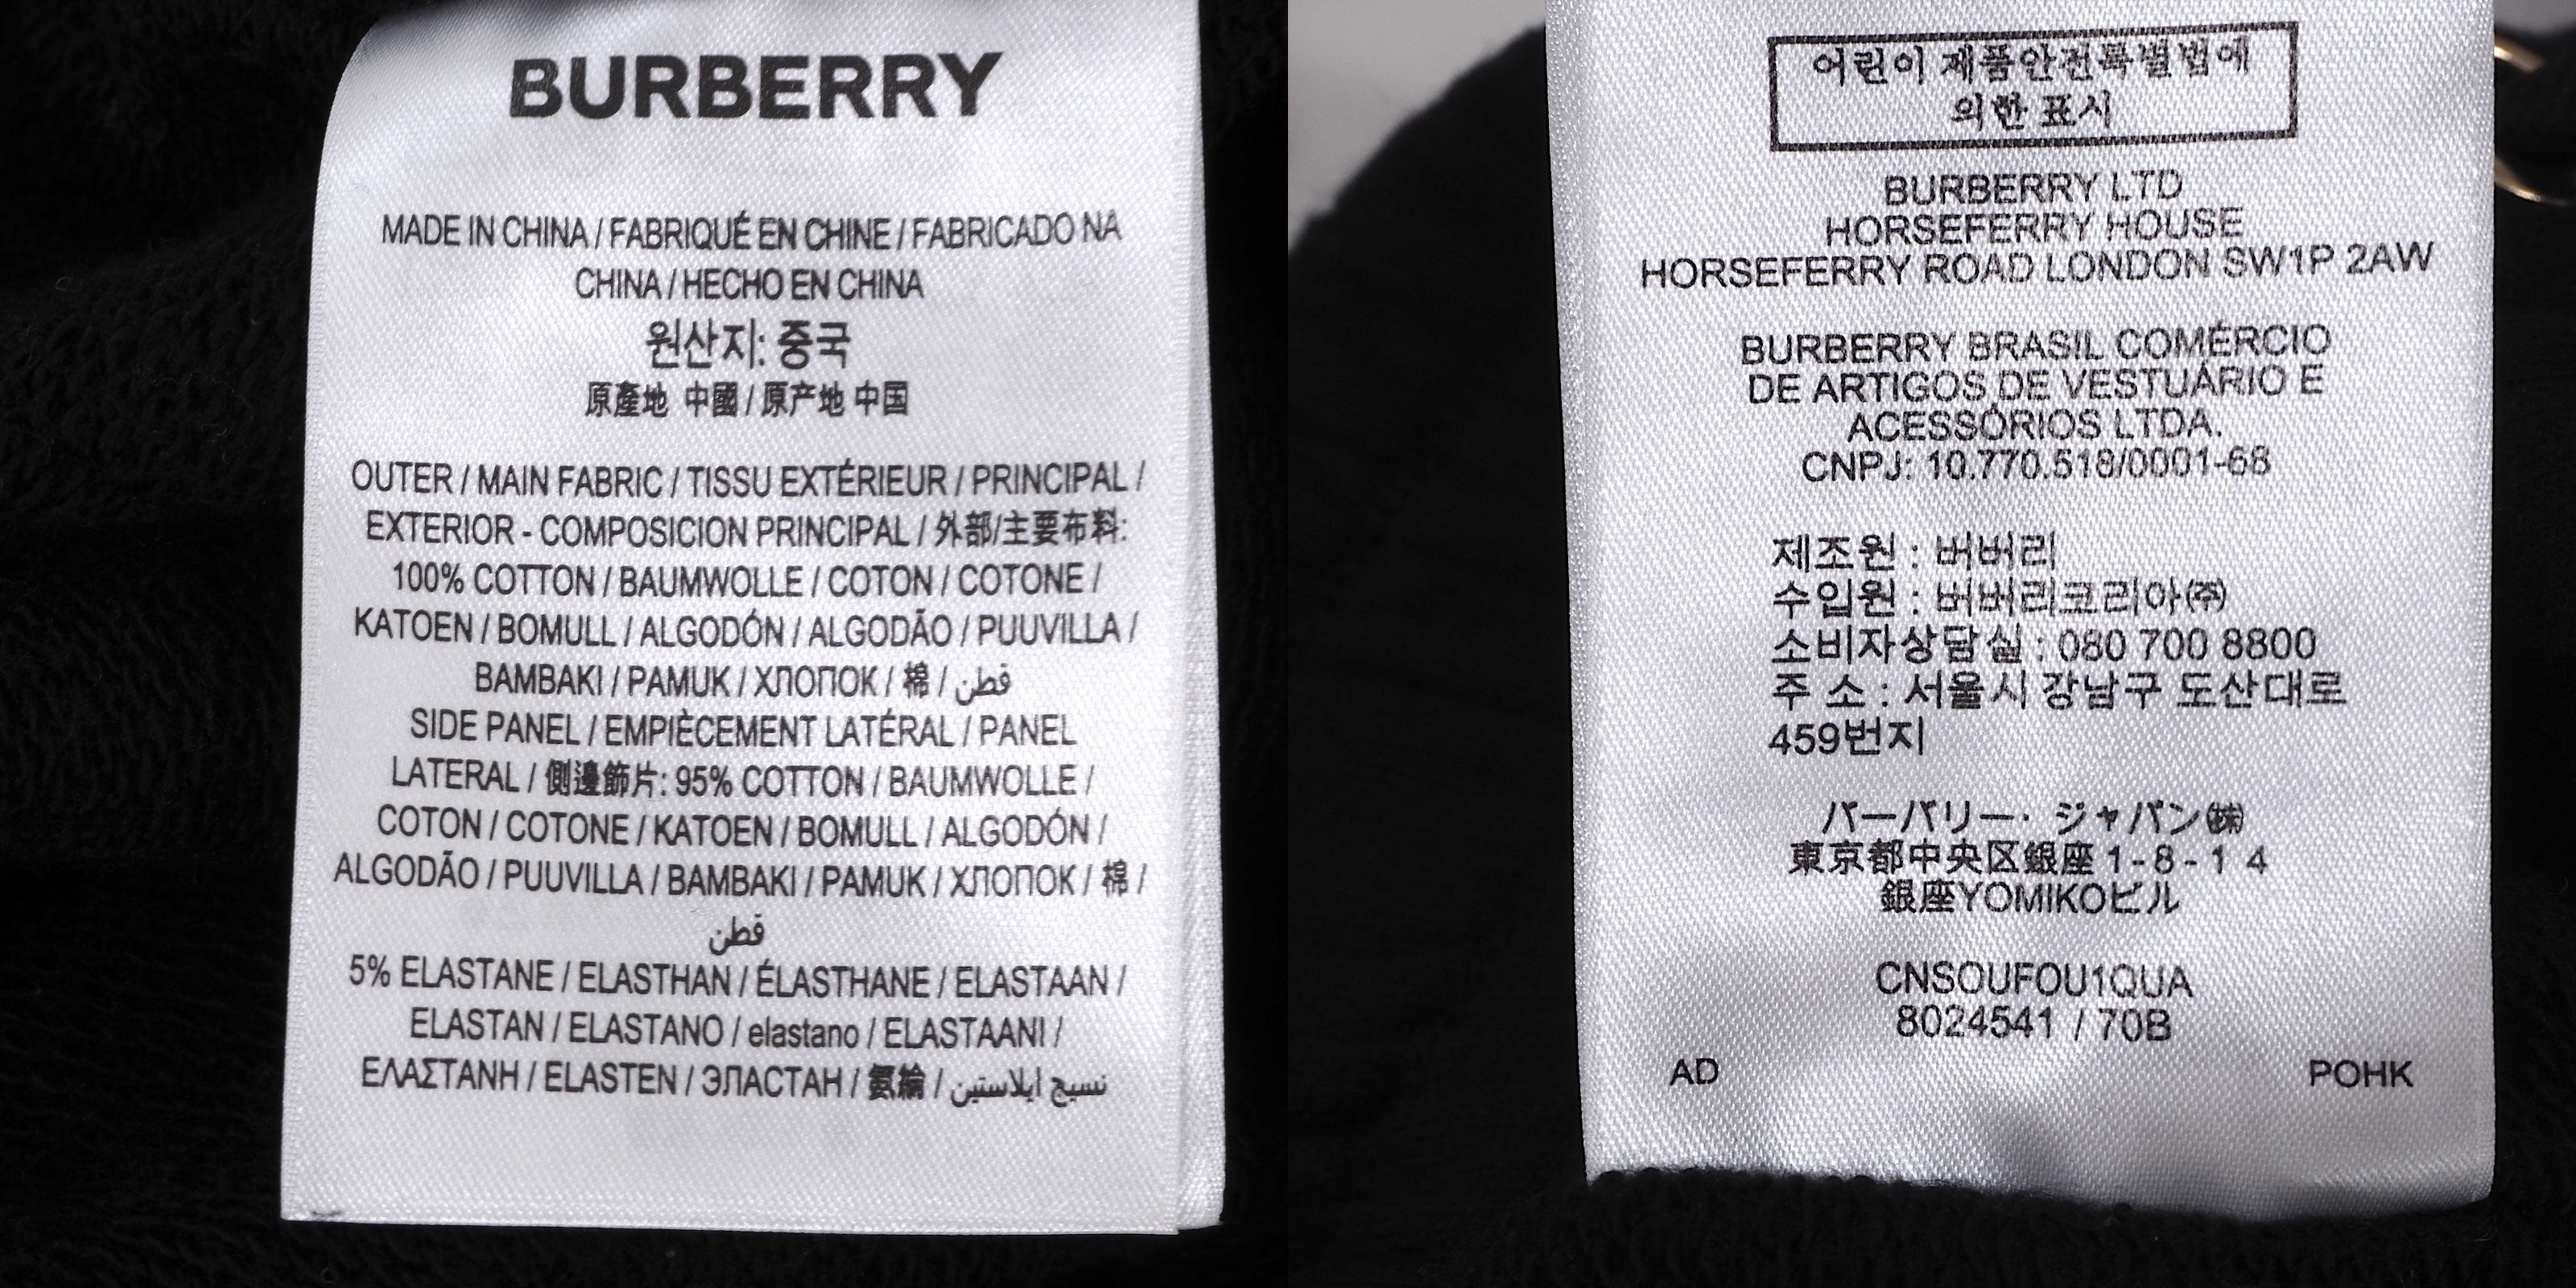 BURBERRY
MADE IN CHINA / FABRIQUÉ EN CHINE / FABRICADO NA
CHINA / HECHO EN CHINA
원산지: 중국
原產地 中國 / 原产地 中国
OUTER / MAIN FABRIC / TISSU EXTÉRIEUR / PRINCIPAL /
EXTERIOR - COMPOSICION PRINCIPAL / 外部/主要布料:
100% COTTON / BAUMWOLLE / COTON / COTONE /
KATOEN / BOMULL / ALGODÓN / ALGODÃO / PUUVILLA /
BAMBAKI / PAMUK / ХЛОПОК / 棉 / قطن
SIDE PANEL / EMPIÈCEMENT LATÉRAL / PANEL
LATERAL / 側邊飾片: 95% COTTON / BAUMWOLLE /
COTON / COTONE / KATOEN / BOMULL / ALGODÓN /
ALGODÃO / PUUVILLA / BAMBAKI / PAMUK / ХЛОПОК / 棉 /
قطن
5% ELASTANE / ELASTHAN / ÉLASTHANE / ELASTAAN /
ELASTAN / ELASTANO / elastano / ELASTAANI /
ΕΛΑΣΤΑΝΗ / ELASTEN / ЭЛАСТАН / 氨綸 / نسيج ايلاستين
어린이 제품안전특별법에
의한 표시
BURBERRY LTD
HORSEFERRY HOUSE
HORSEFERRY ROAD LONDON SW1P 2AW
BURBERRY BRASIL COMÉRCIO
DE ARTIGOS DE VESTUÁRIO E
ACESSÓRIOS LTDA.
CNPJ: 10.770.518/0001-68
제조원 : 버버리
수입원 : 버버리코리아㈜
소비자상담실 : 080 700 8800
주 소 : 서울시 강남구 도산대로
459번지
バーバリー· ジャパン㈱
東京都中央区銀座 1 - 8 - 1 4
銀座YOMIKOビル
CNSOUFOU1QUA
8024541 / 70B
AD POHK